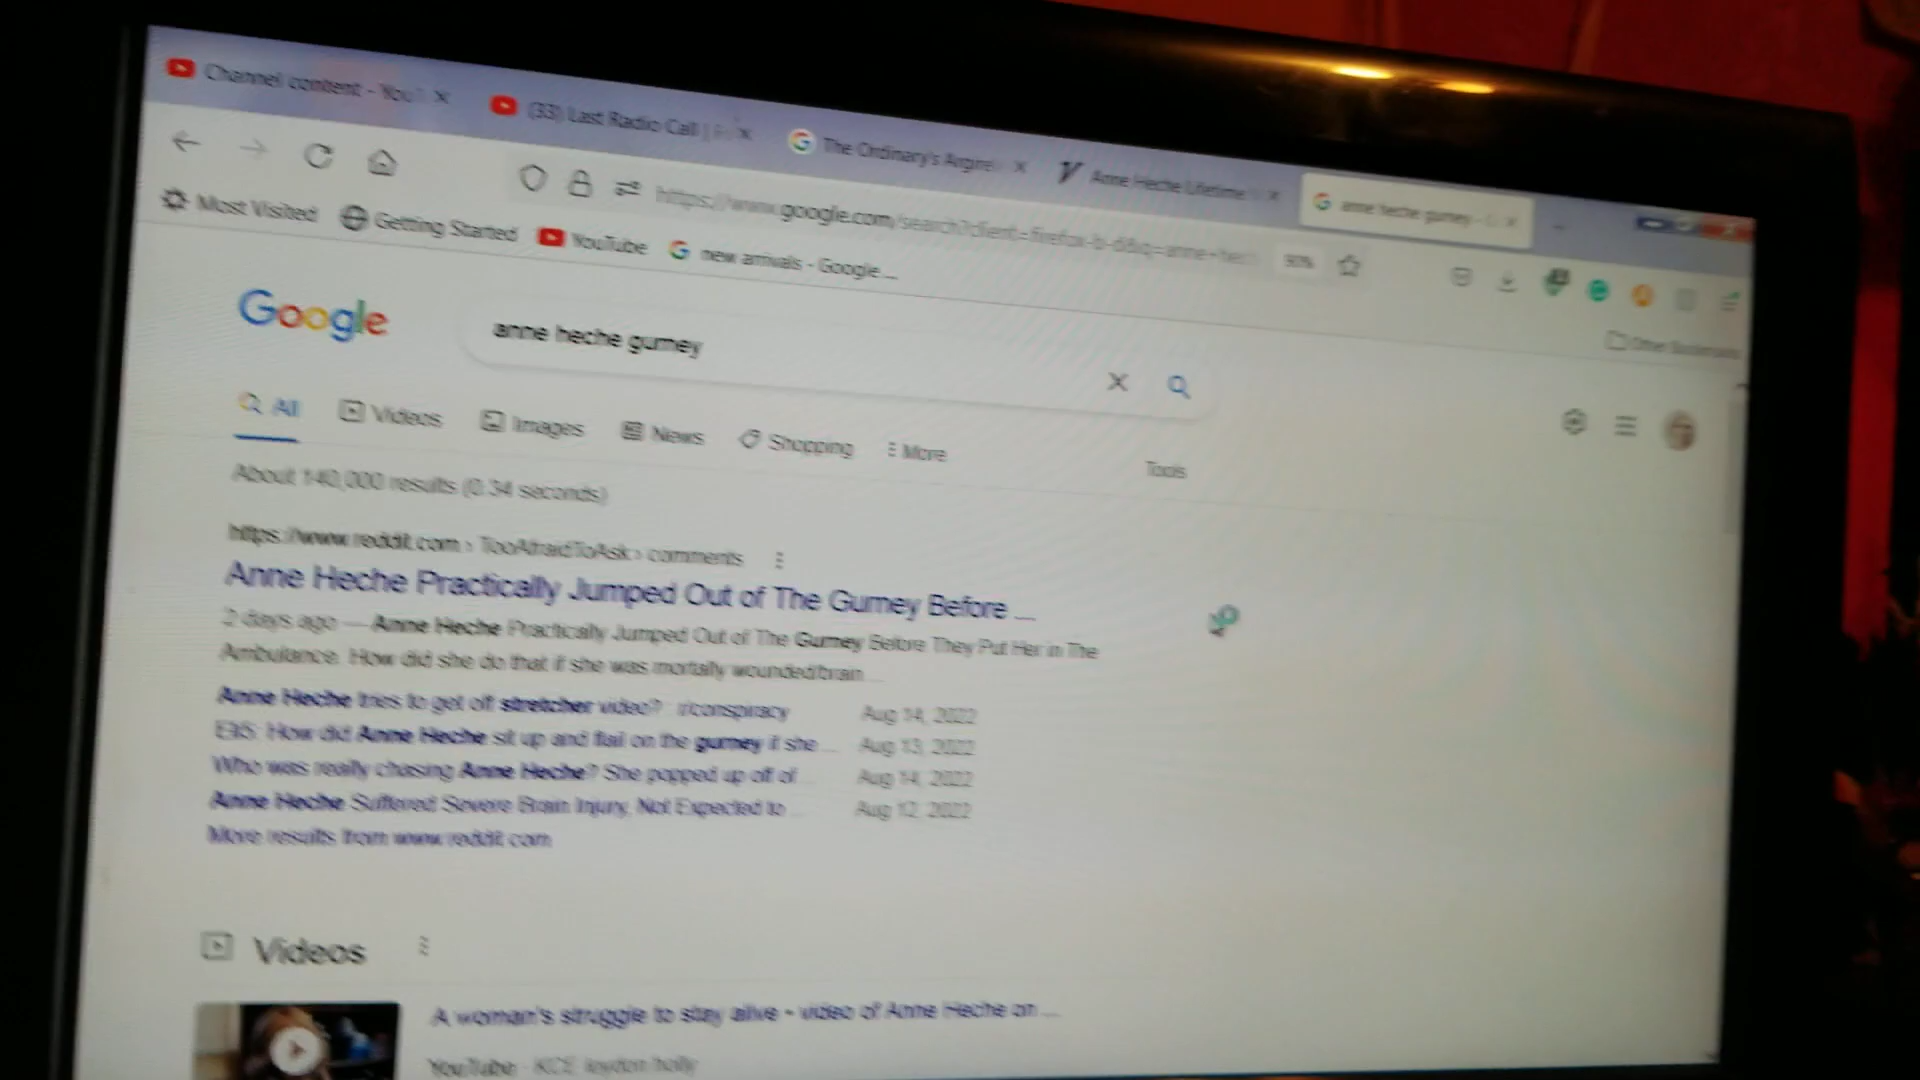 Channel content - You
(33) Last Radio Call |
The Ordinary's Argire
Anne Heche Lifetime
anne heche gurney -
https://www.google.com/search?client=firefox-b-d&q=anne+hec
90%
Most Visited
Getting Started
YouTube
new arrivals - Google ...
Other Bookmarks
Google
anne heche gurney
All
Videos
Images
News
Shopping
More
Tools
About 140,000 results (0.34 seconds)
https://www.reddit.com › TooAfraidToAsk › comments
Anne Heche Practically Jumped Out of The Gurney Before ...
2 days ago — Anne Heche Practically Jumped Out of The Gurney Before They Put Her in The
Ambulance. How did she do that if she was mortally wounded/brain ...
Anne Heche tries to get off stretcher video? : r/conspiracy Aug 14, 2022
ELI5: How did Anne Heche sit up and flail on the gurney if she ... Aug 13, 2022
Who was really chasing Anne Heche? She popped up off of ... Aug 14, 2022
Anne Heche Suffered Severe Brain Injury, Not Expected to ... Aug 12, 2022
More results from www.reddit.com
Videos
A woman's struggle to stay alive - video of Anne Heche on ...
YouTube · holly